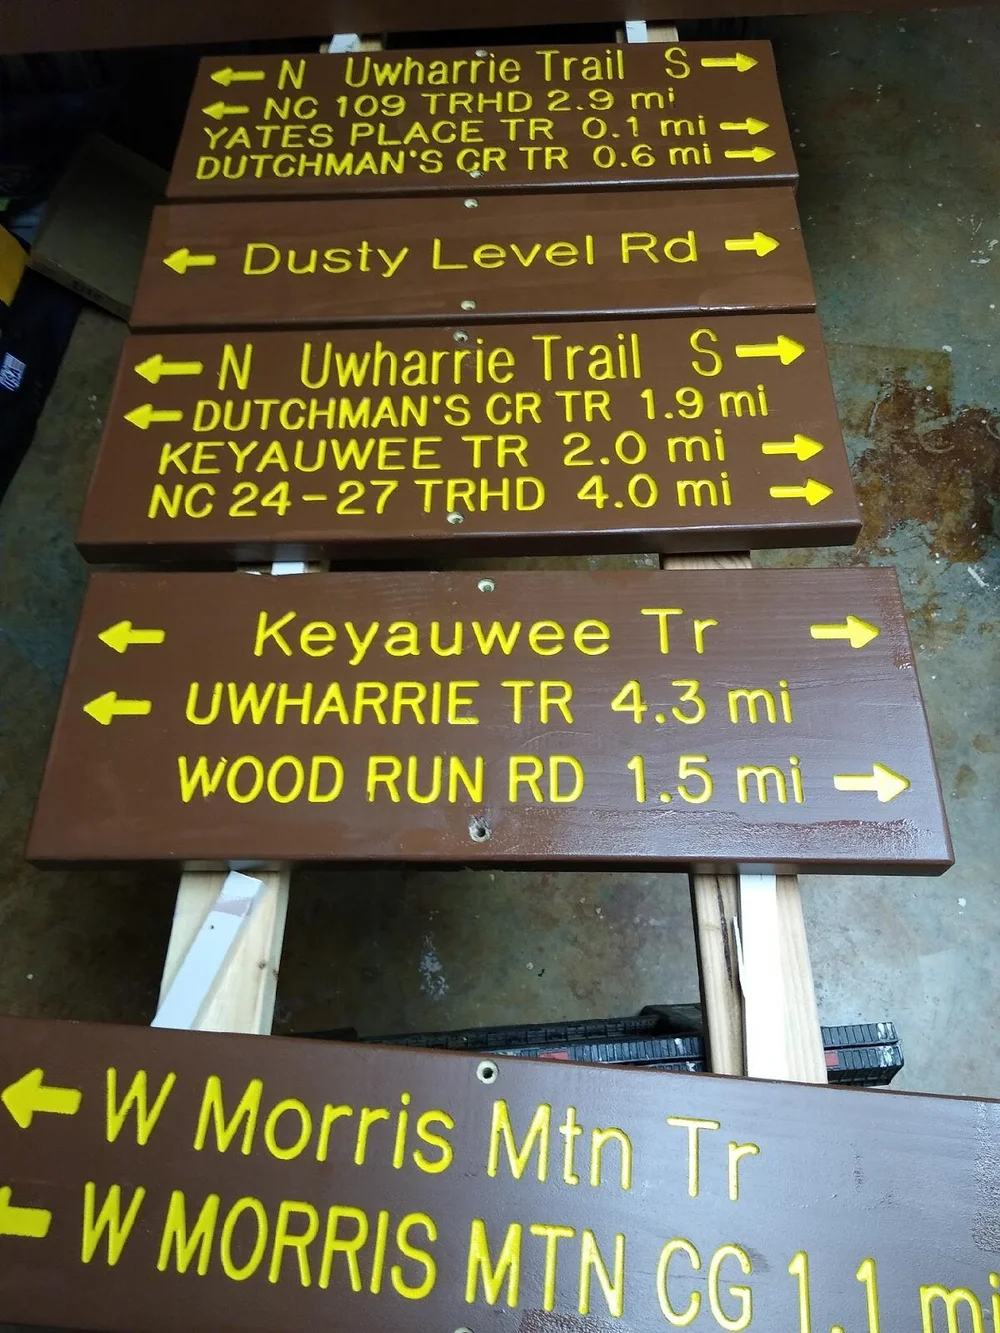 ← N Uwharrie Trail S →
← NC 109 TRHD 2.9 mi
YATES PLACE TR 0.1 mi →
DUTCHMAN'S CR TR 0.6 mi →
← Dusty Level Rd →
← N Uwharrie Trail S →
← DUTCHMAN'S CR TR 1.9 mi
KEYAUWEE TR 2.0 mi →
NC 24-27 TRHD 4.0 mi →
← Keyauwee Tr →
← UWHARRIE TR 4.3 mi
WOOD RUN RD 1.5 mi →
← W Morris Mtn Tr
← W MORRIS MTN CG 1.1 mi